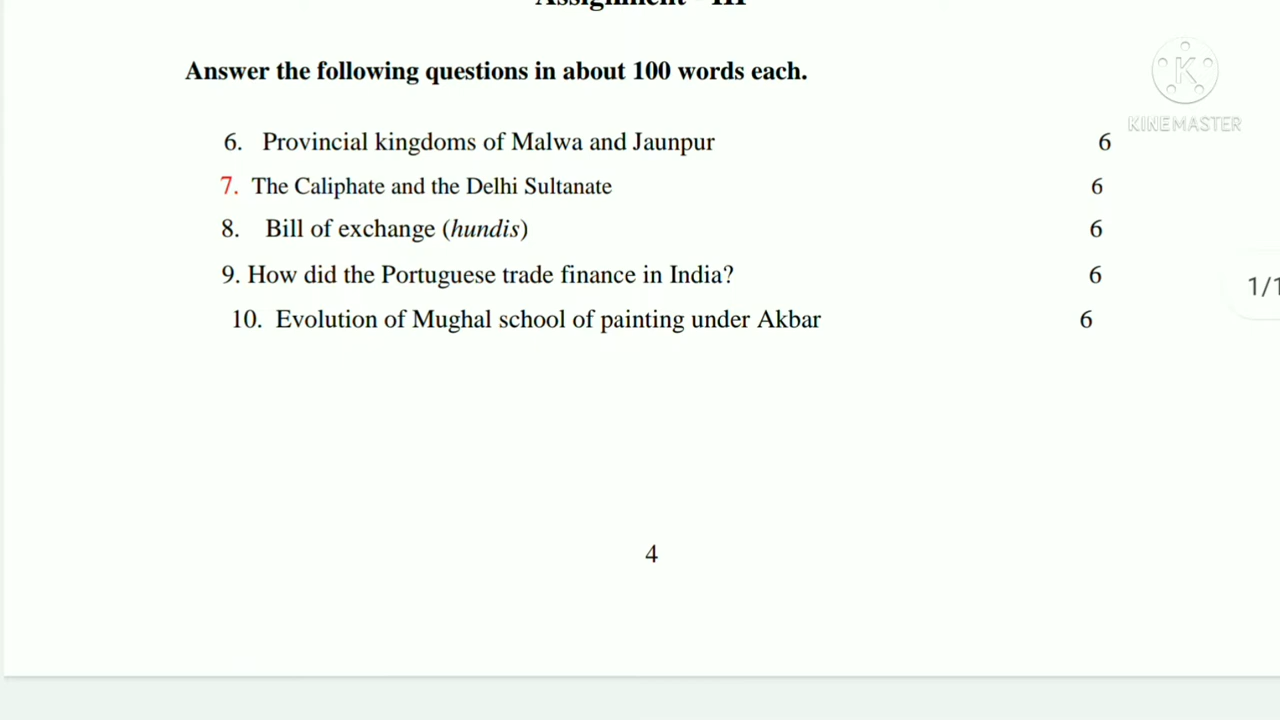 Assignment - III
Answer the following questions in about 100 words each.
KINEMASTER
6. Provincial kingdoms of Malwa and Jaunpur 6
7. The Caliphate and the Delhi Sultanate 6
8. Bill of exchange (hundis) 6
9. How did the Portuguese trade finance in India? 6
1/1
10. Evolution of Mughal school of painting under Akbar 6
4